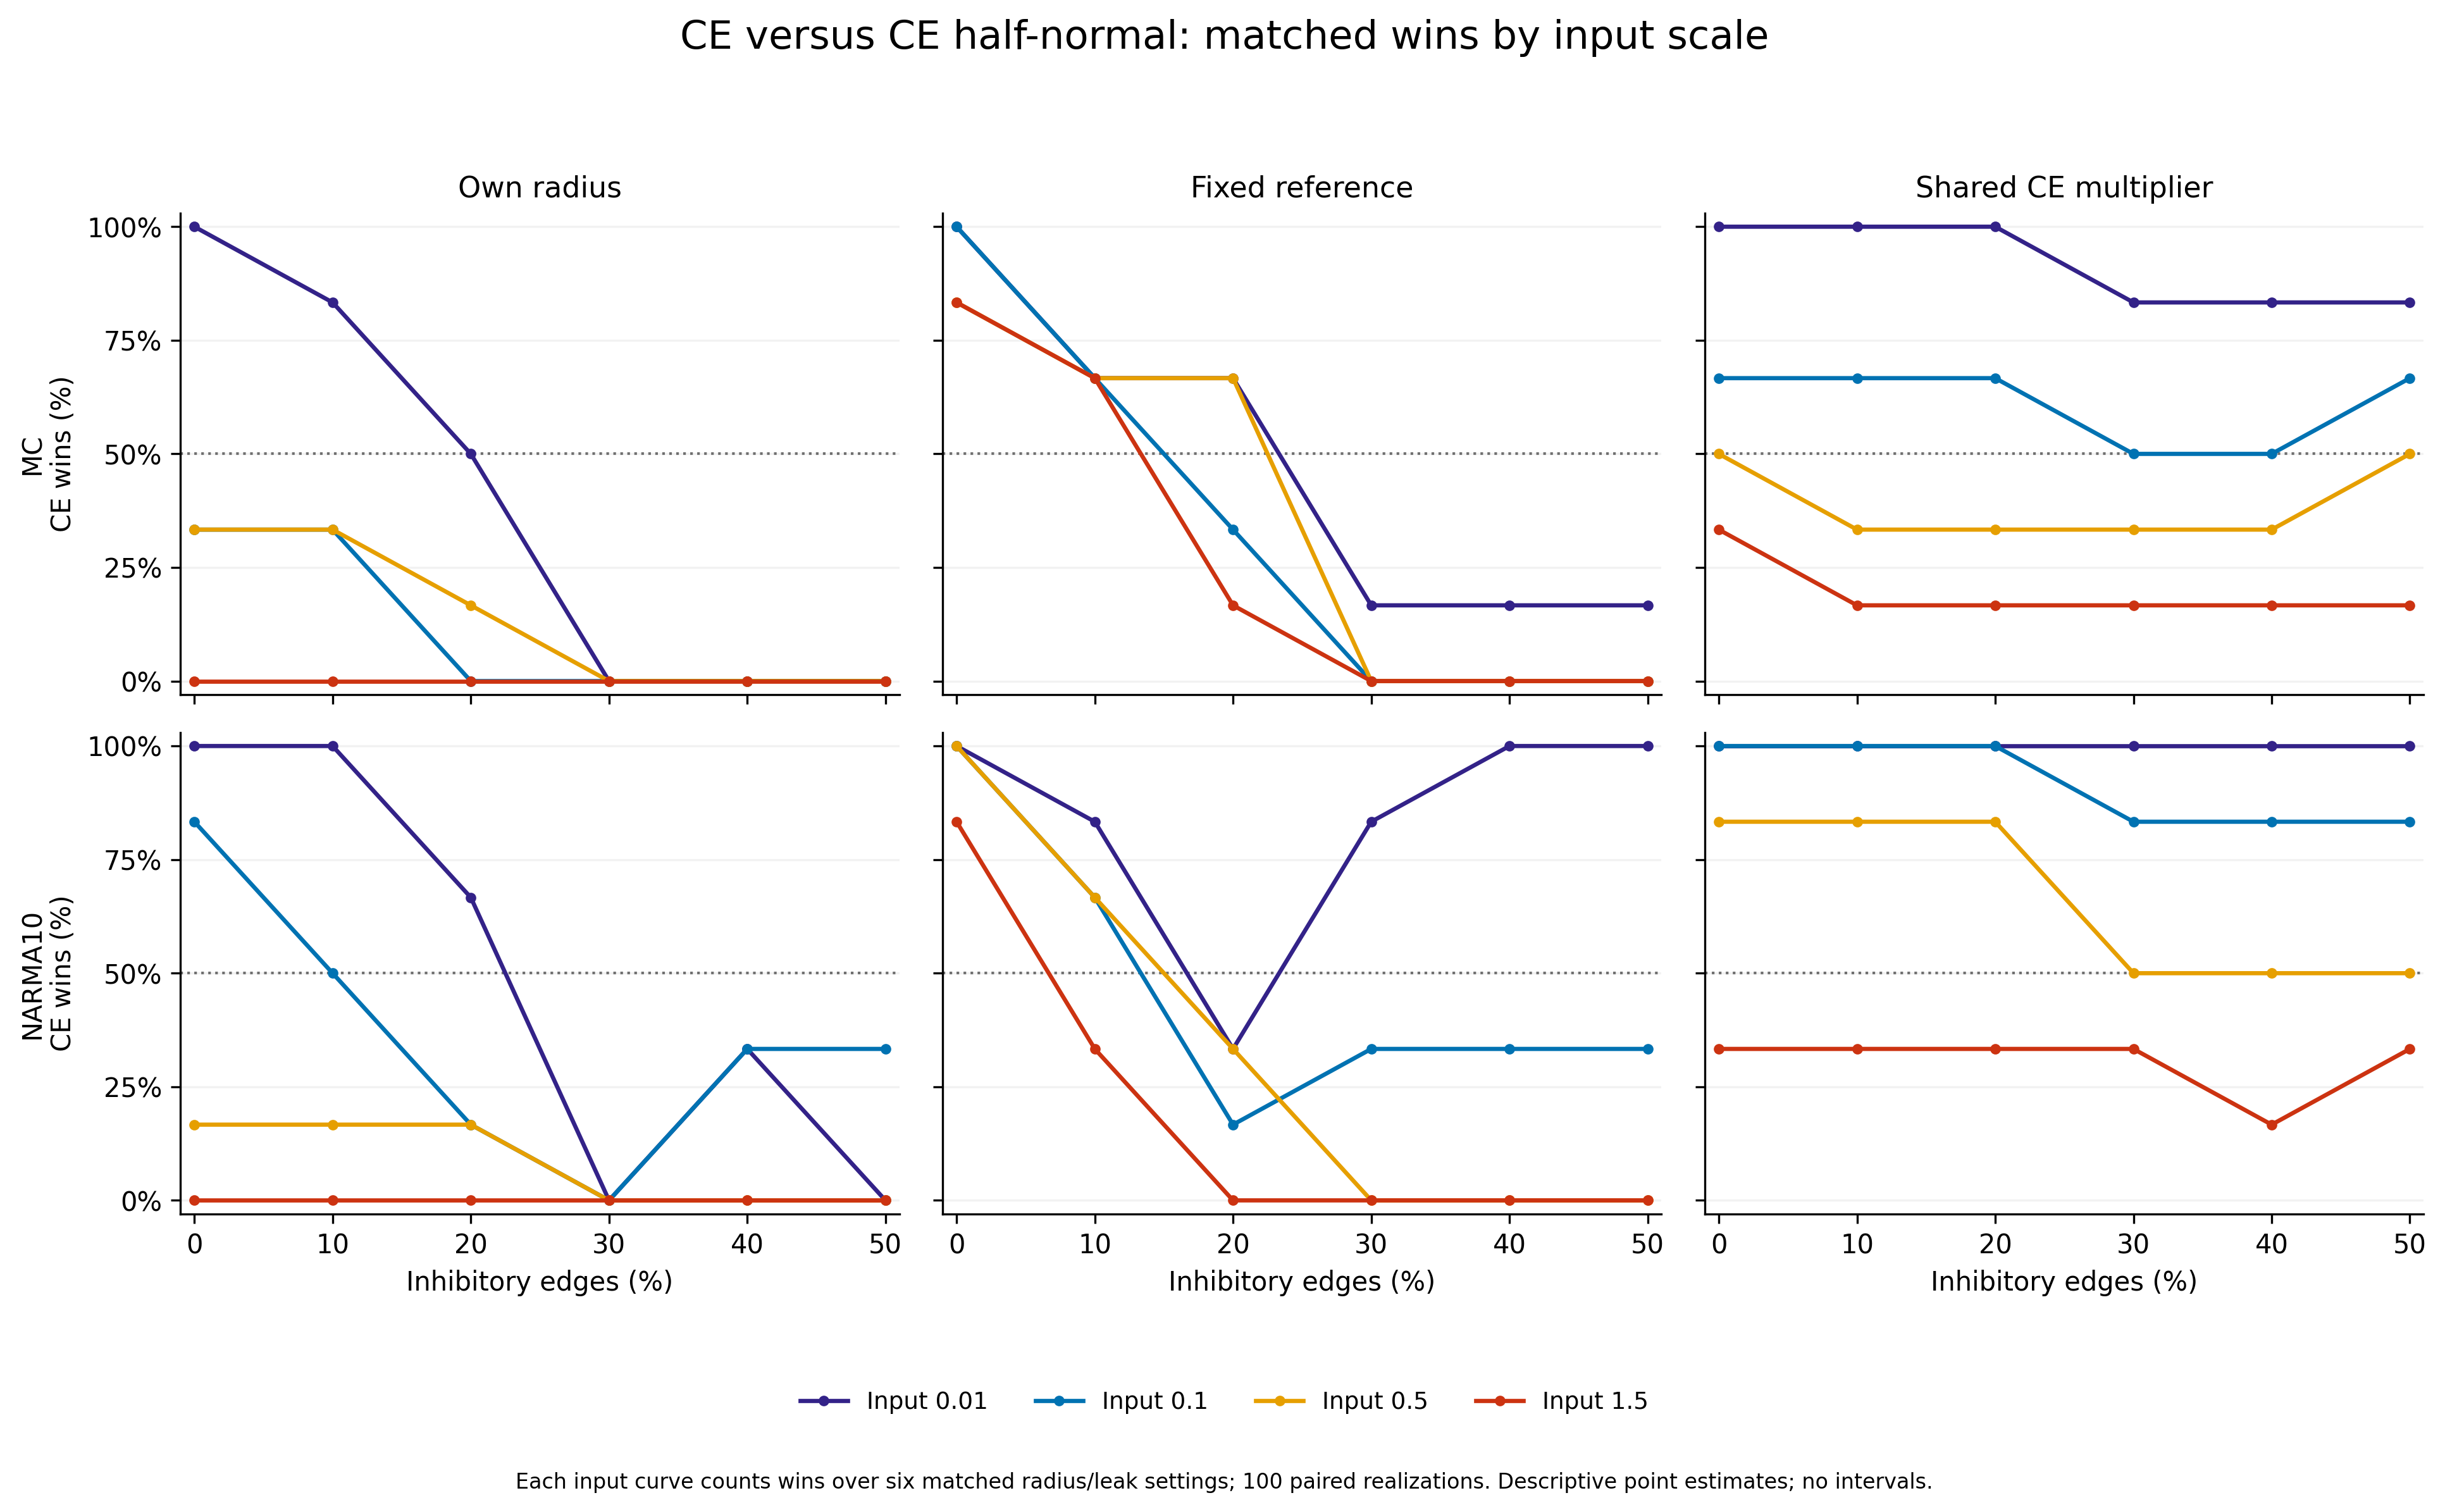 CE versus CE half-normal: matched wins by input scale
Own radius
Fixed reference
Shared CE multiplier
MC
CE wins (%)
100%
75%
50%
25%
0%
NARMA10
CE wins (%)
100%
75%
50%
25%
0%
0 10 20 30 40 50
0 10 20 30 40 50
0 10 20 30 40 50
Inhibitory edges (%)
Inhibitory edges (%)
Inhibitory edges (%)
Input 0.01
Input 0.1
Input 0.5
Input 1.5
Each input curve counts wins over six matched radius/leak settings; 100 paired realizations. Descriptive point estimates; no intervals.